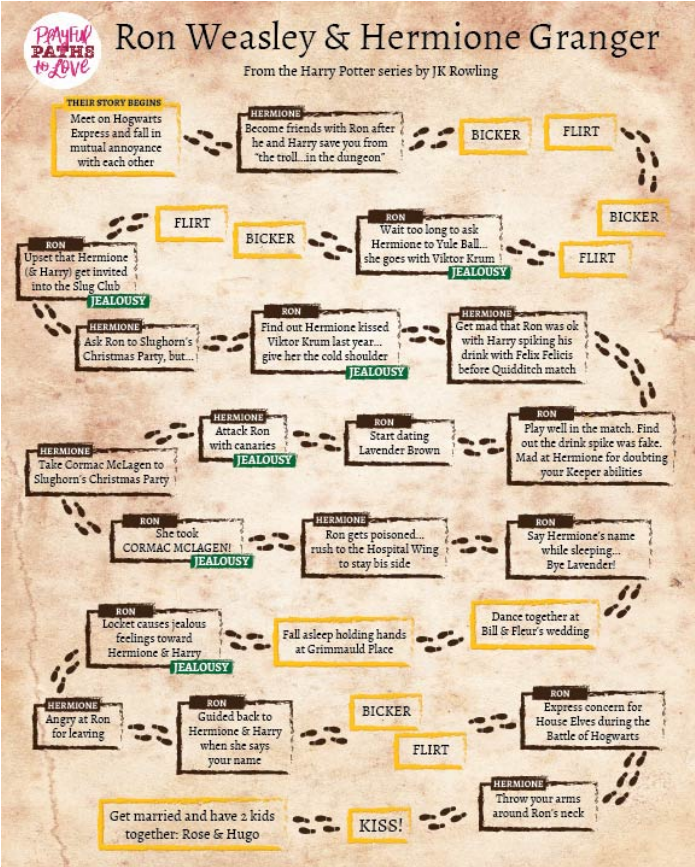 Playful
PATHS
to Love
Ron Weasley & Hermione Granger
From the Harry Potter series by JK Rowling
THEIR STORY BEGINS
Meet on Hogwarts
Express and fall in
mutual annoyance
with each other
HERMIONE
Become friends with Ron after
he and Harry save you from
"the troll...in the dungeon"
BICKER
FLIRT
BICKER
FLIRT
RON
Wait too long to ask
Hermione to Yule Ball...
she goes with Viktor Krum
JEALOUSY
BICKER
FLIRT
RON
Upset that Hermione
(& Harry) get invited
into the Slug Club
JEALOUSY
HERMIONE
Ask Ron to Slughorn's
Christmas Party, but...
RON
Find out Hermione kissed
Viktor Krum last year...
give her the cold shoulder
JEALOUSY
HERMIONE
Get mad that Ron was ok
with Harry spiking his
drink with Felix Felicis
before Quidditch match
RON
Play well in the match. Find
out the drink spike was fake.
Mad at Hermione for doubting
your Keeper abilities
RON
Start dating
Lavender Brown
HERMIONE
Attack Ron
with canaries
JEALOUSY
HERMIONE
Take Cormac McLagen to
Slughorn's Christmas Party
RON
She took
CORMAC MCLAGEN!
JEALOUSY
HERMIONE
Ron gets poisoned...
rush to the Hospital Wing
to stay bis side
RON
Say Hermione's name
while sleeping...
Bye Lavender!
Dance together at
Bill & Fleur's wedding
Fall asleep holding hands
at Grimmauld Place
RON
Locket causes jealous
feelings toward
Hermione & Harry
JEALOUSY
HERMIONE
Angry at Ron
for leaving
RON
Guided back to
Hermione & Harry
when she says
your name
BICKER
FLIRT
RON
Express concern for
House Elves during the
Battle of Hogwarts
HERMIONE
Throw your arms
around Ron's neck
KISS!
Get married and have 2 kids
together: Rose & Hugo